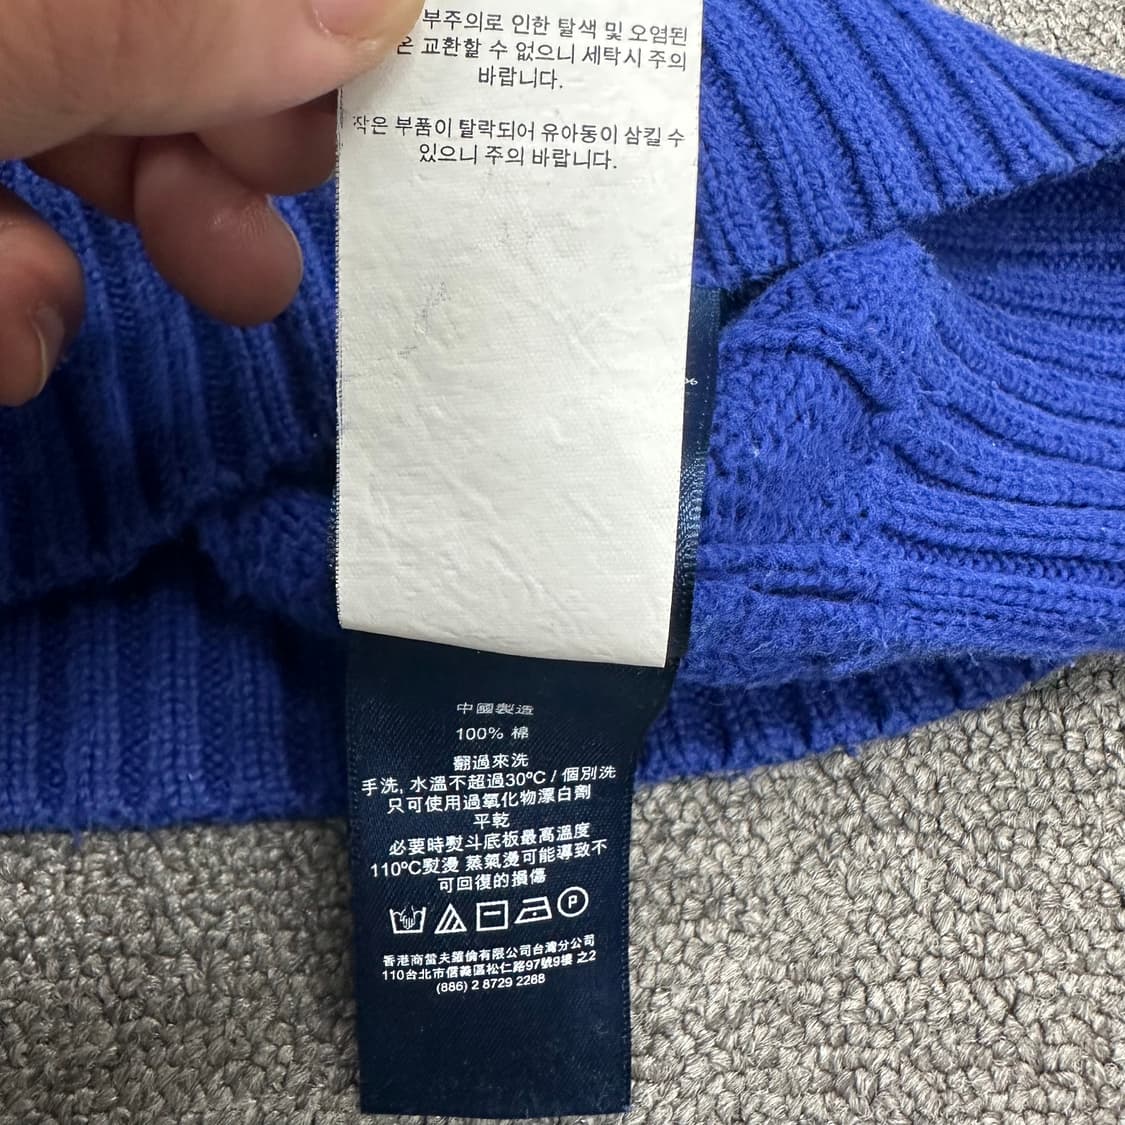 부주의로 인한 탈색 및 오염된
은 교환할 수 없으니 세탁시 주의
바랍니다.
작은 부품이 탈락되어 유아동이 삼킬 수
있으니 주의 바랍니다.
中國製造
100% 棉
翻過來洗
手洗, 水溫不超過30ºC / 個別洗
只可使用過氧化物漂白劑
平乾
必要時熨斗底板最高溫度
110ºC熨燙 蒸氣燙可能導致不
可回復的損傷
P
香港商當夫羅倫有限公司台灣分公司
110台北市信義區松仁路97號9樓 之2
(886) 2 8729 2288